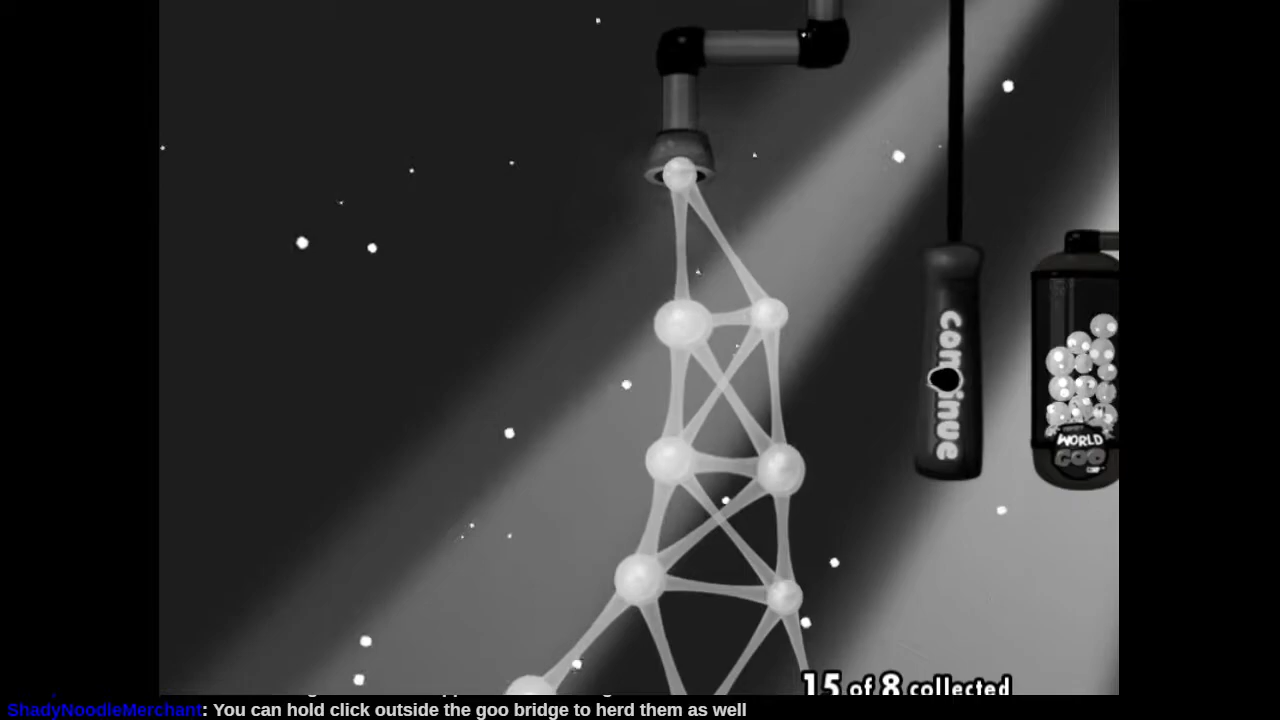 continue
WORLD
GOO
15 of 8 collected
ShadyNoodleMerchant: You can hold click outside the goo bridge to herd them as well